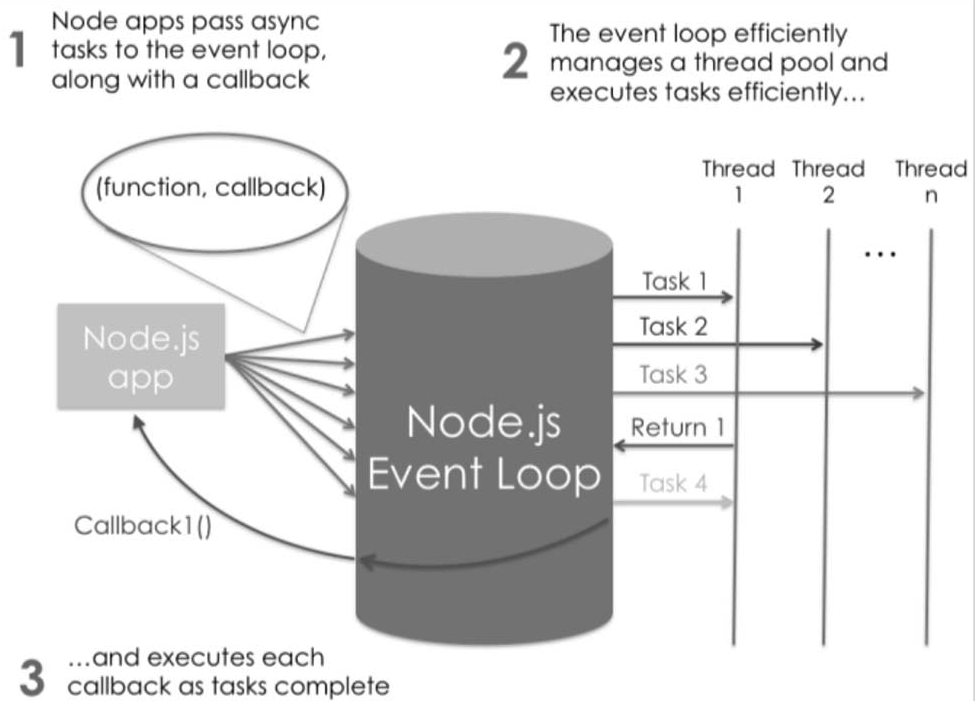 1
Node apps pass async
tasks to the event loop,
along with a callback
2
The event loop efficiently
manages a thread pool and
executes tasks efficiently...
(function, callback)
Thread
1
Thread
2
...
Thread
n
Node.js
app
Node.js
Event Loop
Task 1
Task 2
Task 3
Return 1
Task 4
Callback1()
3
...and executes each
callback as tasks complete